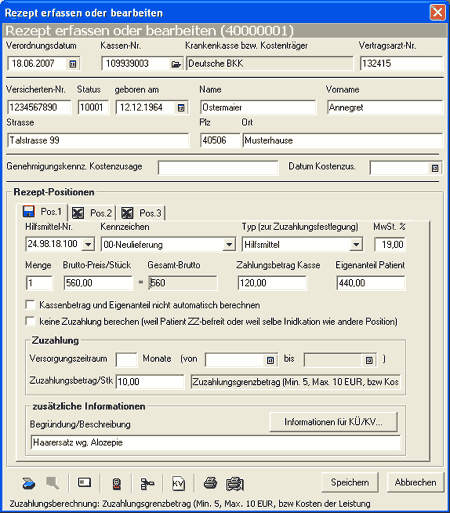 Rezept erfassen oder bearbeiten
Rezept erfassen oder bearbeiten (40000001)
Verordnungsdatum Kassen-Nr. Krankenkasse bzw. Kostenträger Vertragsarzt-Nr.
18.06.2007 109939003 Deutsche BKK 132415
Versicherten-Nr. Status geboren am Name Vorname
1234567890 10001 12.12.1964 Ostermaier Annegret
Strasse Plz Ort
Talstrasse 99 40506 Musterhause
Genehmigungskennz. Kostenzusage Datum Kostenzus.
Rezept-Positionen
Pos.1 Pos.2 Pos.3
Hilfsmittel-Nr. Kennzeichen Typ (zur Zuzahlungsfestlegung) MwSt. %
24.98.18.100 00-Neulieferung Hilfsmittel 19,00
Menge Brutto-Preis/Stück Gesamt-Brutto Zahlungsbetrag Kasse Eigenanteil Patient
1 560,00 = 560 120,00 440,00
Kassenbetrag und Eigenanteil nicht automatisch berechnen
keine Zuzahlung berechen (weil Patient ZZ-befreit oder weil selbe Inidkation wie andere Position)
Zuzahlung
Versorgungszeitraum Monate (von bis )
Zuzahlungsbetrag/Stk 10,00 Zuzahlungsgrenzbetrag (Min. 5, Max. 10 EUR, bzw Kos
zusätzliche Informationen
Begründung/Beschreibung Informationen für KÜ/KV...
Haarersatz wg. Alozepie
KV Speichern Abbrechen
Zuzahlungsberechnung: Zuzahlungsgrenzbetrag (Min. 5, Max. 10 EUR, bzw Kosten der Leistung